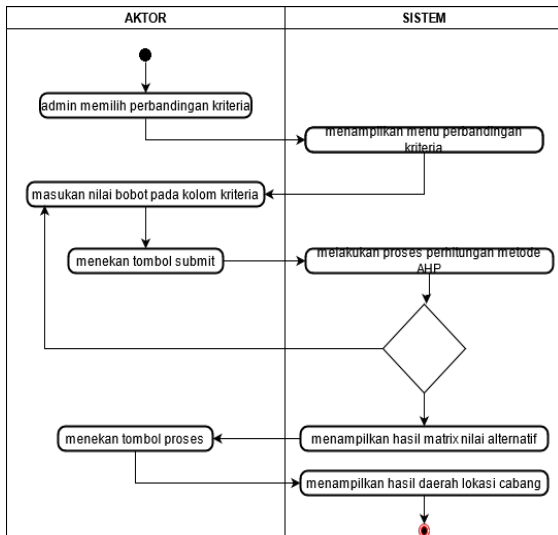 AKTOR
SISTEM
admin memilih perbandingan kriteria
menampilkan menu perbandingan
kriteria
masukan nilai bobot pada kolom kriteria
menekan tombol submit
melakukan proses perhitungan metode
AHP
menekan tombol proses
menampilkan hasil matrix nilai alternatif
menampilkan hasil daerah lokasi cabang